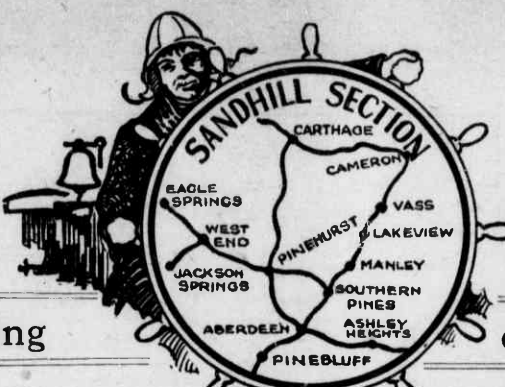 SANDHILL SECTION
CARTHAGE
CAMERON
EAGLE
SPRINGS
VASS
WEST
END
PINEHURST
LAKEVIEW
JACKSON
SPRINGS
MANLEY
SOUTHERN
PINES
ABERDEEN
ASHLEY
HEIGHTS
PINEBLUFF
ng